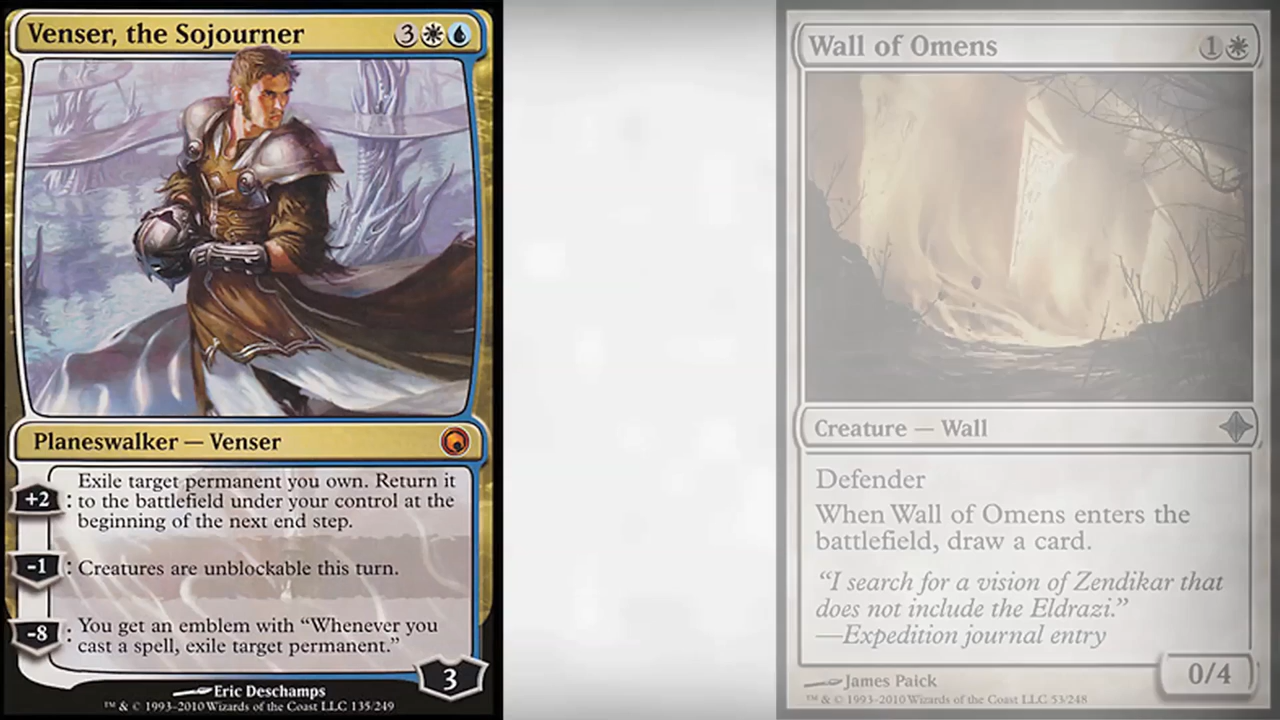 Venser, the Sojourner 3
Planeswalker — Venser
+2 : Exile target permanent you own. Return it
to the battlefield under your control at the
beginning of the next end step.
-1 : Creatures are unblockable this turn.
-8 : You get an emblem with “Whenever you
cast a spell, exile target permanent.”
3
Eric Deschamps
™ & © 1993–2010 Wizards of the Coast LLC 135/249
Wall of Omens 1
Creature — Wall
Defender
When Wall of Omens enters the
battlefield, draw a card.
“I search for a vision of Zendikar that
does not include the Eldrazi.”
—Expedition journal entry
0/4
James Paick
™ & © 1993–2010 Wizards of the Coast LLC 53/248